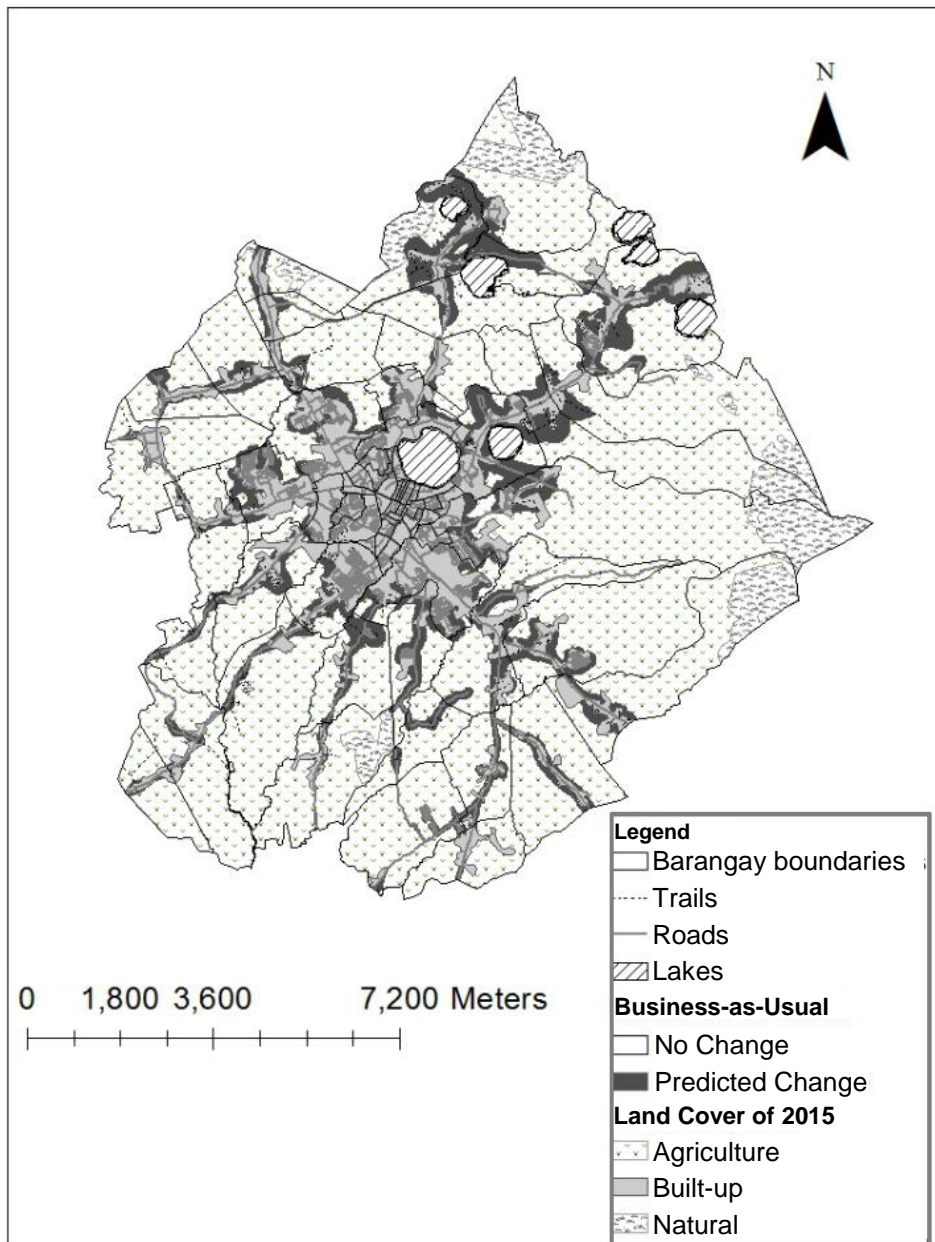 N
0 1,800 3,600 7,200 Meters
Legend
Barangay boundaries
Trails
Roads
Lakes
Business-as-Usual
No Change
Predicted Change
Land Cover of 2015
Agriculture
Built-up
Natural